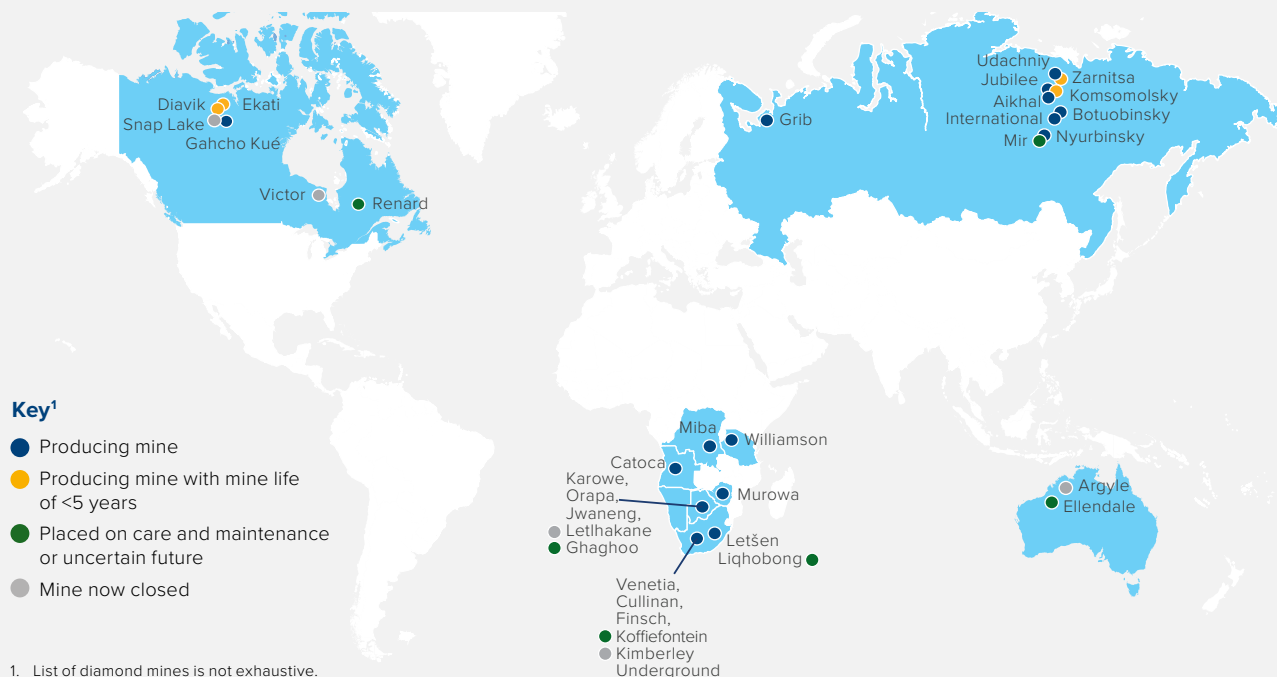 Diavik
Ekati
Snap Lake
Gahcho Kué
Victor
Renard
Grib
Udachniy
Jubilee
Zarnitsa
Aikhal
Komsomolsky
International
Botuobinsky
Mir
Nyurbinsky
Miba
Williamson
Catoca
Karowe,
Orapa,
Jwaneng,
Letlhakane
Ghaghoo
Murowa
Letšen
Liqhobong
Venetia,
Cullinan,
Finsch,
Koffiefontein
Kimberley
Underground
Argyle
Ellendale
Key¹
Producing mine
Producing mine with mine life
of <5 years
Placed on care and maintenance
or uncertain future
Mine now closed
1. List of diamond mines is not exhaustive.